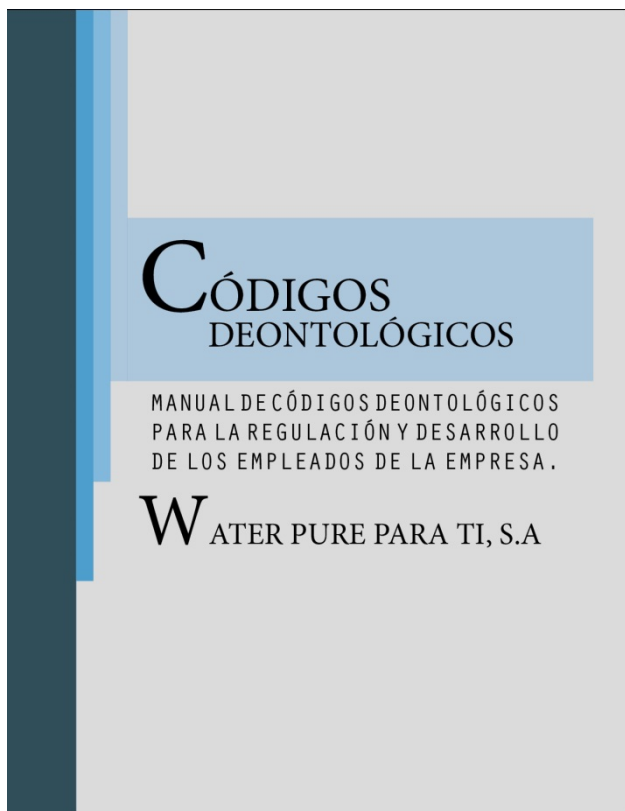 CÓDIGOS
DEONTOLÓGICOS
MANUAL DE CÓDIGOS DEONTOLÓGICOS
PARA LA REGULACIÓN Y DESARROLLO
DE LOS EMPLEADOS DE LA EMPRESA.
WATER PURE PARA TI, S.A